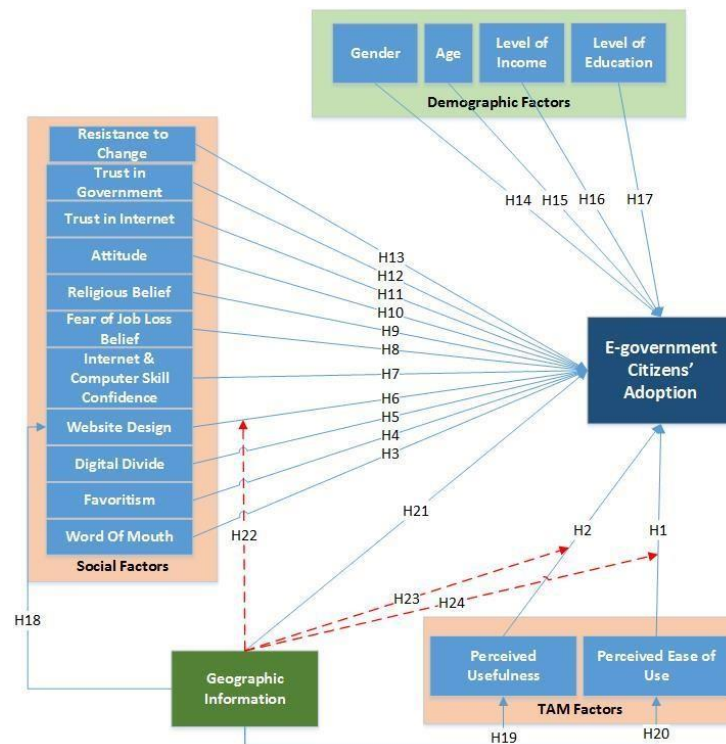 Gender
Age
Level of
Income
Level of
Education
Demographic Factors
Resistance to
Change
Trust in
Government
Trust in Internet
Attitude
Religious Belief
Fear of Job Loss
Belief
Internet &
Computer Skill
Confidence
Website Design
Digital Divide
Favoritism
Word Of Mouth
Social Factors
H14
H15
H16
H17
H13
H12
H11
H10
H9
H8
H7
H6
H5
H4
H3
E-government
Citizens’
Adoption
H21
H22
H2
H1
H23
H24
H18
Geographic
Information
Perceived
Usefulness
Perceived Ease of
Use
TAM Factors
H19
H20